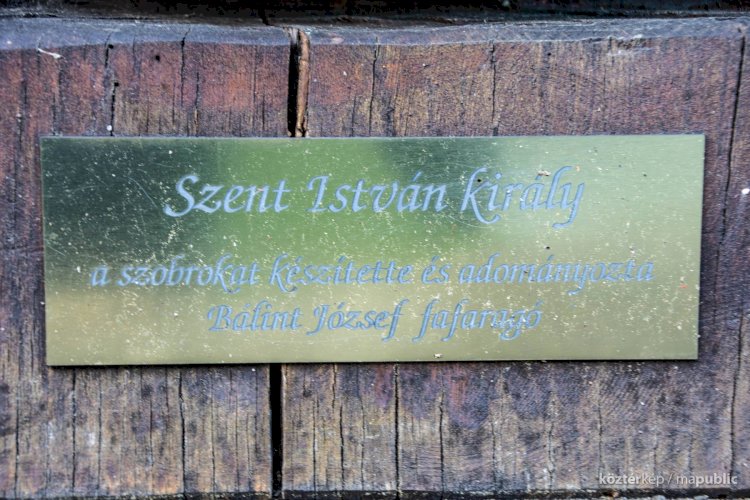 Szent István király
a szobrokat készítette és adományozta
Bálint József fafaragó
köztérkép / mapublic